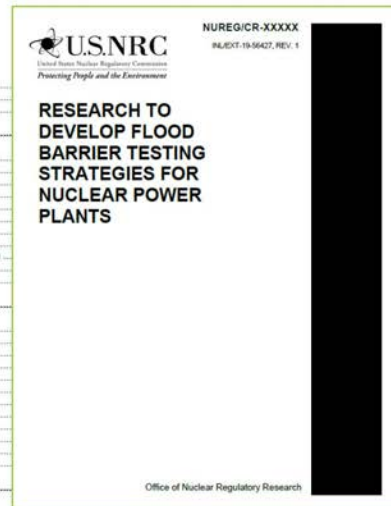 NUREG/CR-XXXXX
INL/EXT-19-56427, REV. 1
U.S.NRC
United States Nuclear Regulatory Commission
Protecting People and the Environment
RESEARCH TO
DEVELOP FLOOD
BARRIER TESTING
STRATEGIES FOR
NUCLEAR POWER
PLANTS
Office of Nuclear Regulatory Research